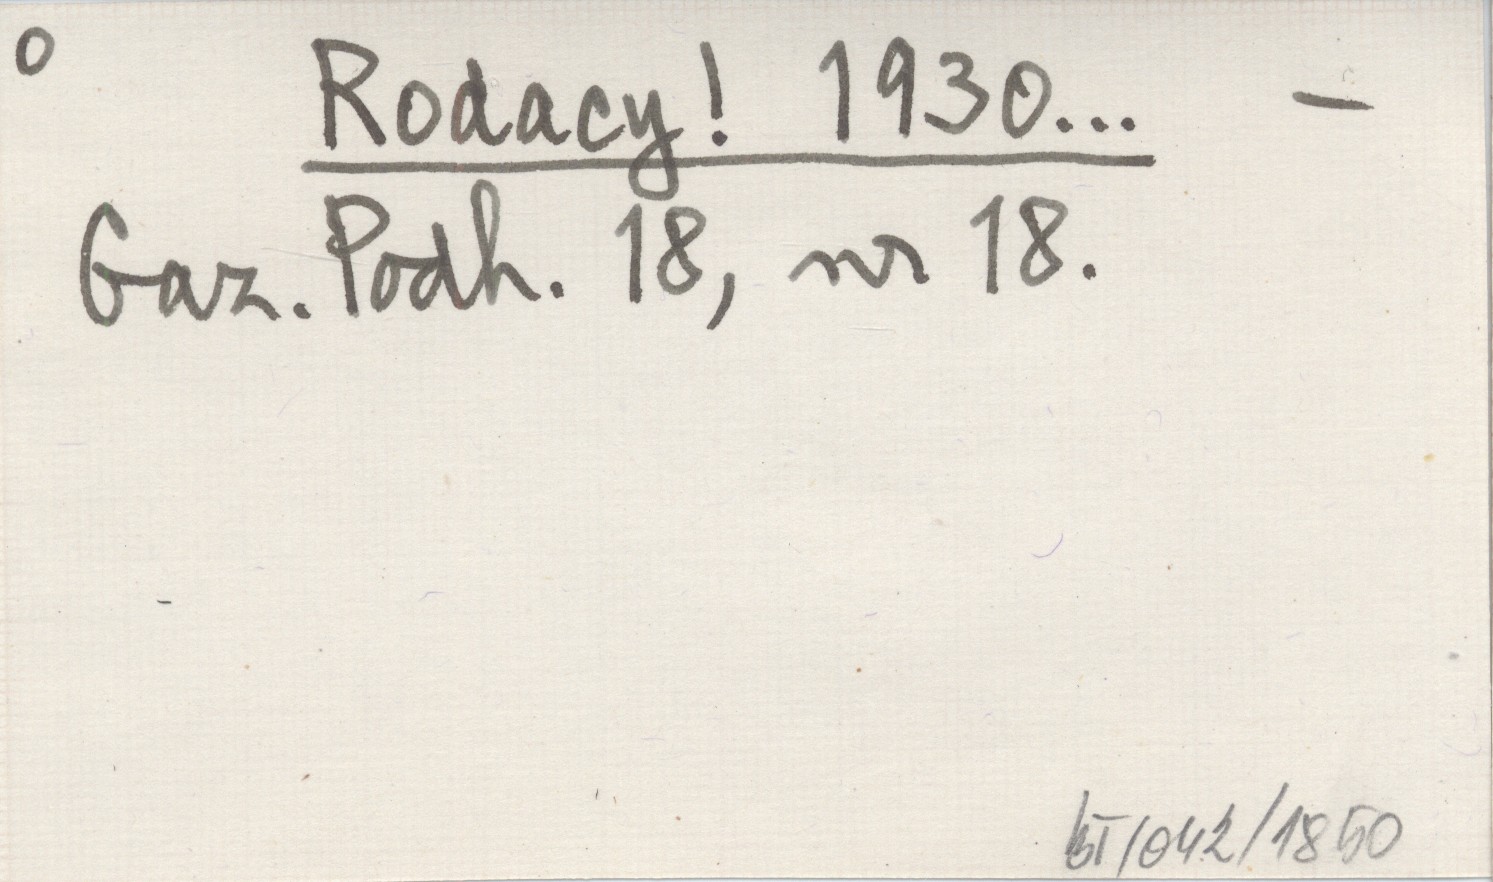 o Rodacy! 1930... –
Gaz. Podh. 18, nr 18.
BT/042/1850